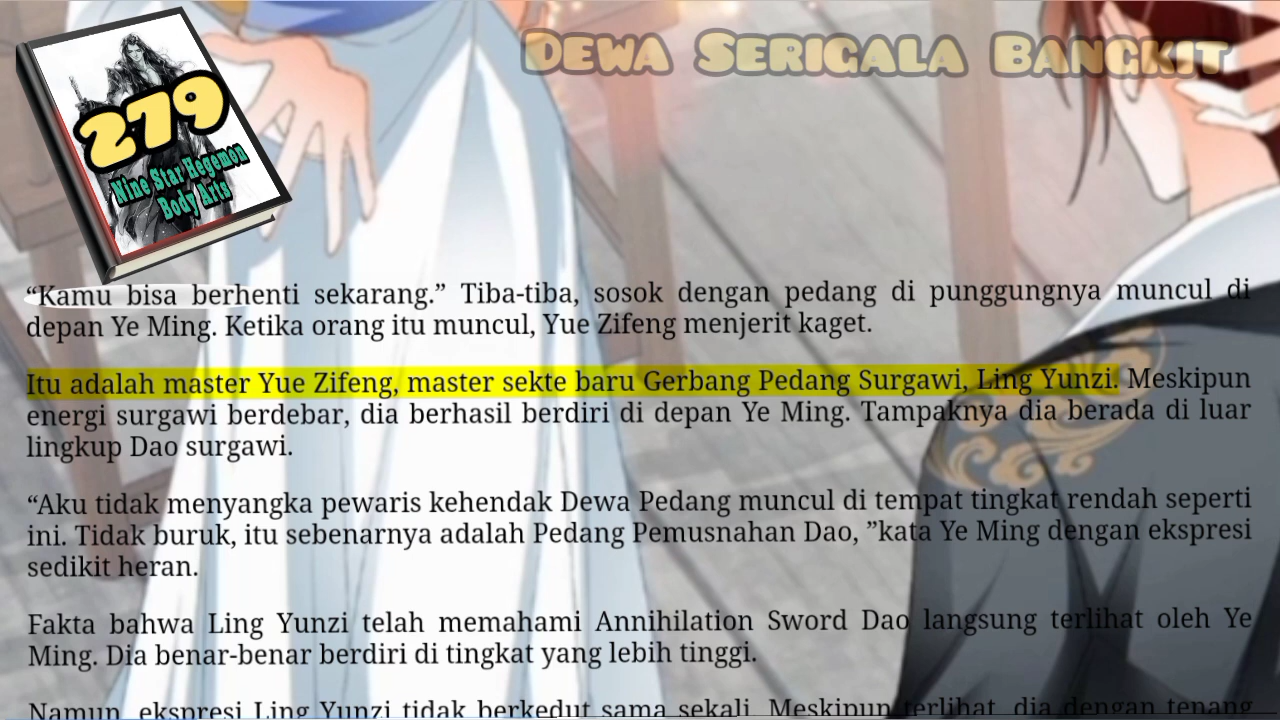 Dewa Serigala Bangkit
279
Nine Star Hegemon
Body Arts
“Kamu bisa berhenti sekarang.” Tiba-tiba, sosok dengan pedang di punggungnya muncul di
depan Ye Ming. Ketika orang itu muncul, Yue Zifeng menjerit kaget.
Itu adalah master Yue Zifeng, master sekte baru Gerbang Pedang Surgawi, Ling Yunzi. Meskipun
energi surgawi berdebar, dia berhasil berdiri di depan Ye Ming. Tampaknya dia berada di luar
lingkup Dao surgawi.
“Aku tidak menyangka pewaris kehendak Dewa Pedang muncul di tempat tingkat rendah seperti
ini. Tidak buruk, itu sebenarnya adalah Pedang Pemusnahan Dao, ”kata Ye Ming dengan ekspresi
sedikit heran.
Fakta bahwa Ling Yunzi telah memahami Annihilation Sword Dao langsung terlihat oleh Ye
Ming. Dia benar-benar berdiri di tingkat yang lebih tinggi.
Namun, ekspresi Ling Yunzi tidak berkedut sama sekali. Meskipun terlihat, dia dengan tenang